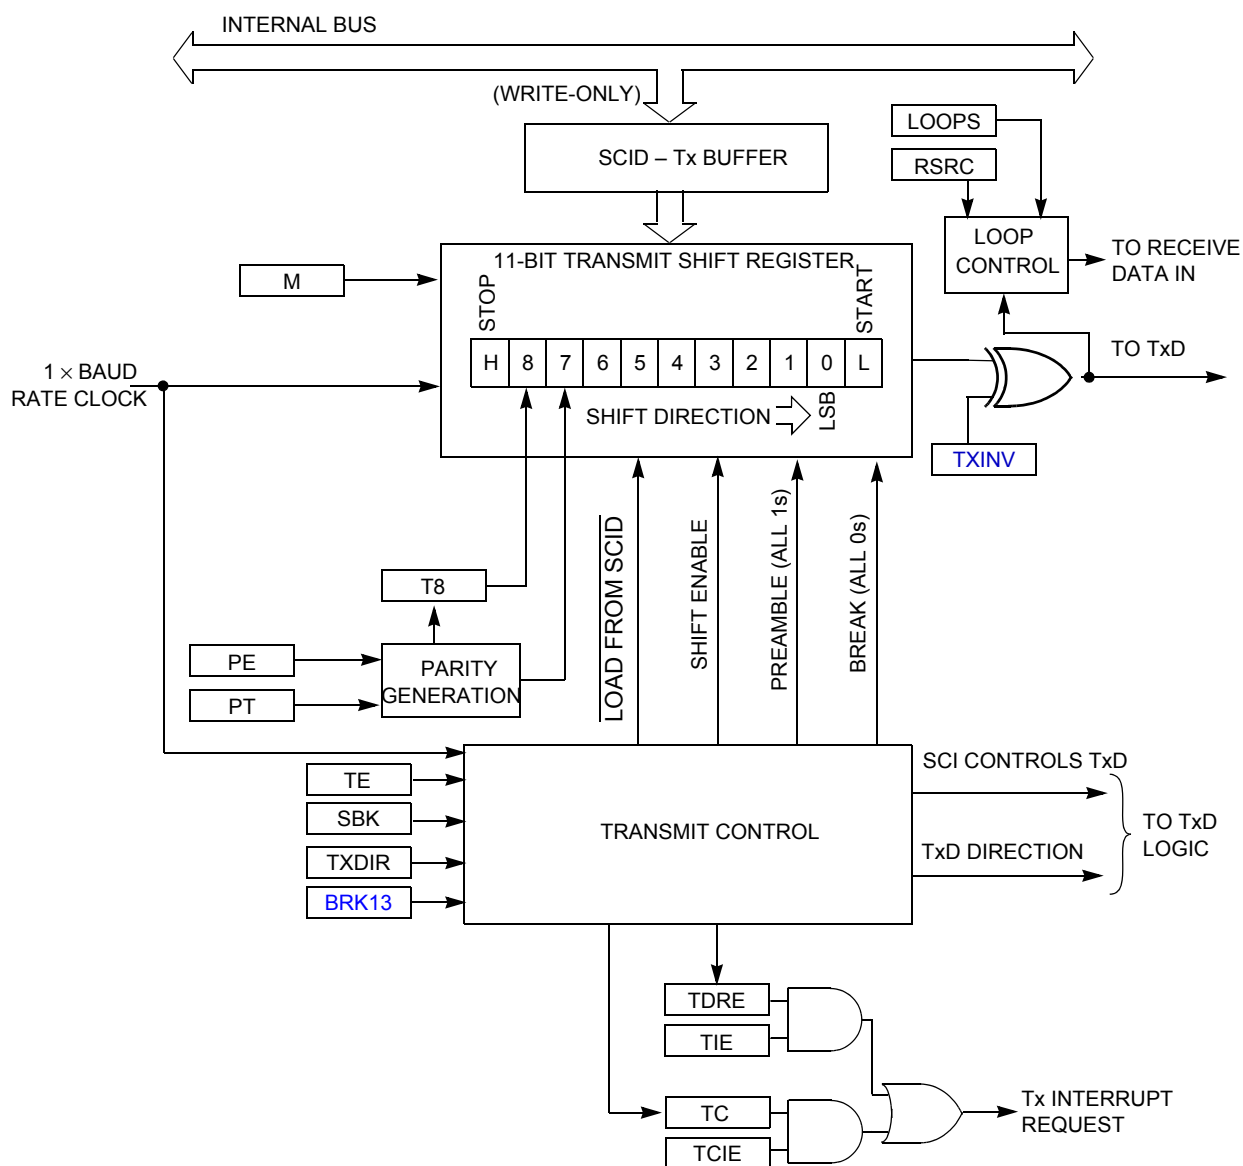 INTERNAL BUS
(WRITE-ONLY)
SCID – Tx BUFFER
LOOPS
RSRC
LOOP
CONTROL
TO RECEIVE
DATA IN
11-BIT TRANSMIT SHIFT REGISTER
M
STOP
START
H 8 7 6 5 4 3 2 1 0 L
1 × BAUD
RATE CLOCK
SHIFT DIRECTION
LSB
TO TxD
TXINV
LOAD FROM SCID
SHIFT ENABLE
PREAMBLE (ALL 1s)
BREAK (ALL 0s)
T8
PE
PT
PARITY
GENERATION
TE
SBK
TXDIR
BRK13
TRANSMIT CONTROL
SCI CONTROLS TxD
TxD DIRECTION
TO TxD
LOGIC
TDRE
TIE
TC
TCIE
Tx INTERRUPT
REQUEST